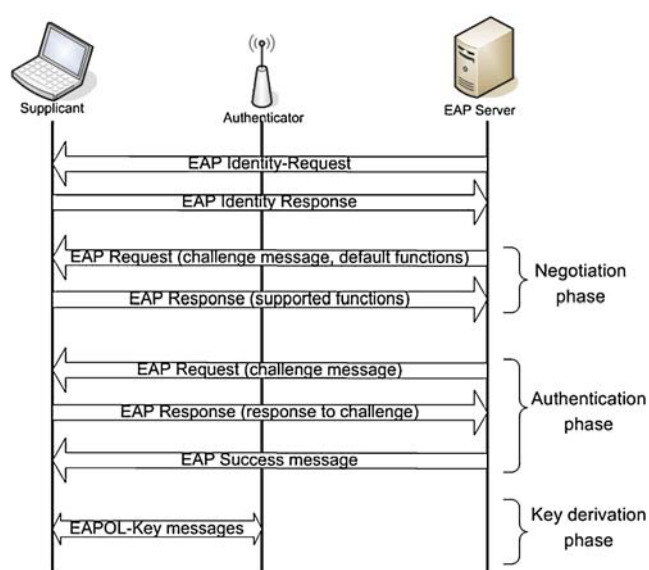 Supplicant
Authenticator
EAP Server
EAP Identity-Request
EAP Identity Response
EAP Request (challenge message, default functions)
EAP Response (supported functions)
Negotiation
phase
EAP Request (challenge message)
EAP Response (response to challenge)
EAP Success message
Authentication
phase
EAPOL-Key messages
Key derivation
phase